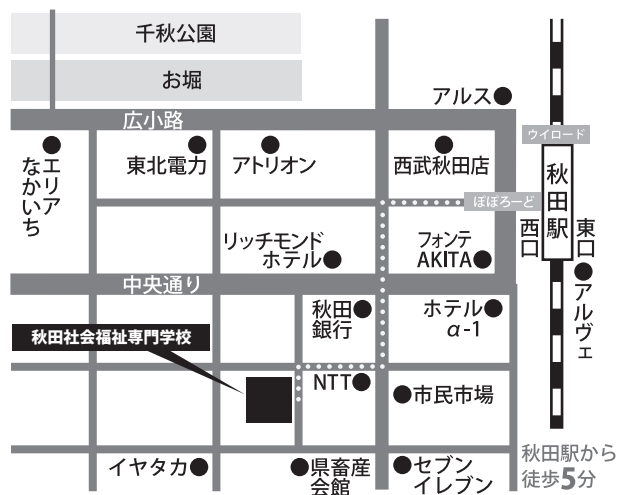 千秋公園
お堀
アルス
広小路
ウイロード
エリア
なかいち
東北電力
アトリオン
西武秋田店
秋田駅
ぽぽろーど
西口
東口
リッチモンド
ホテル
フォンテ
AKITA
アルヴェ
中央通り
秋田
銀行
ホテル
α-1
秋田社会福祉専門学校
NTT
市民市場
イヤタカ
県畜産
会館
セブン
イレブン
秋田駅から
徒歩5分